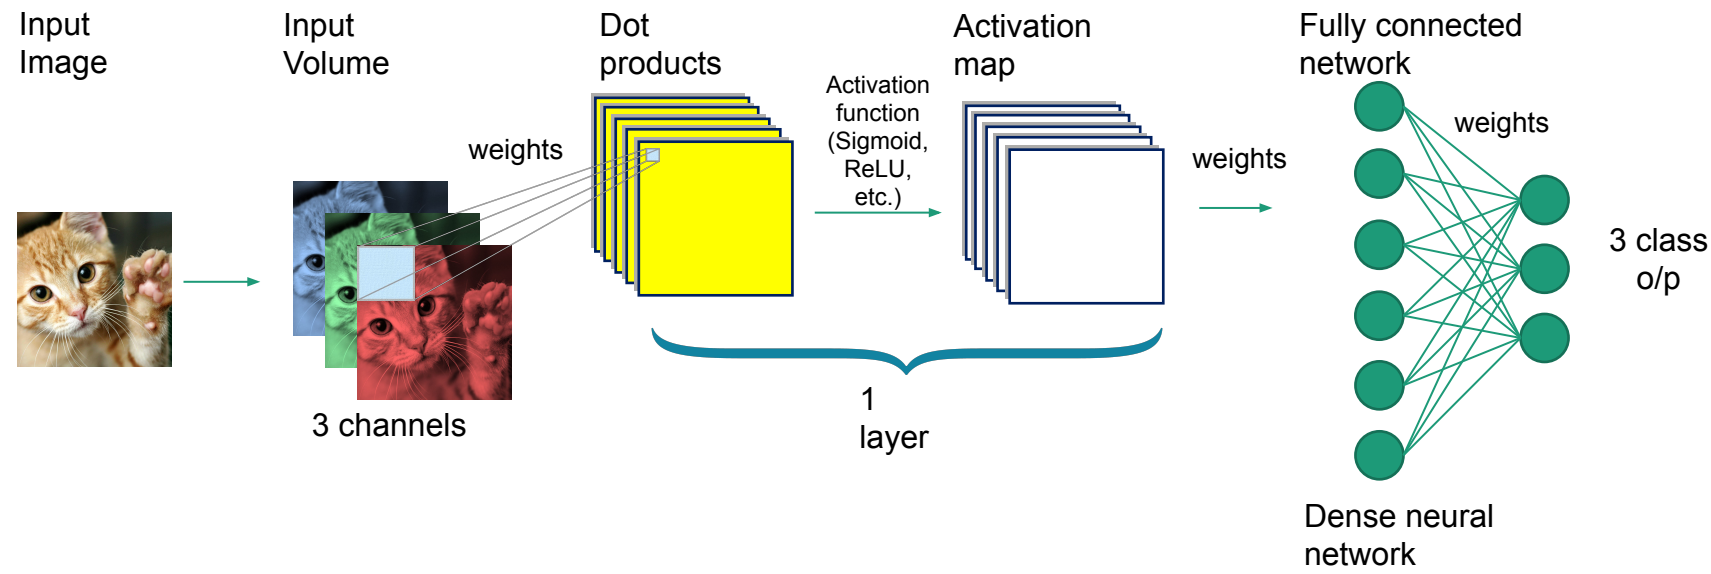 Input
Image
Input
Volume
Dot
products
Activation
map
Fully connected
network
Activation
function
(Sigmoid,
ReLU,
etc.)
weights
weights
weights
3 class
o/p
3 channels
1
layer
Dense neural
network